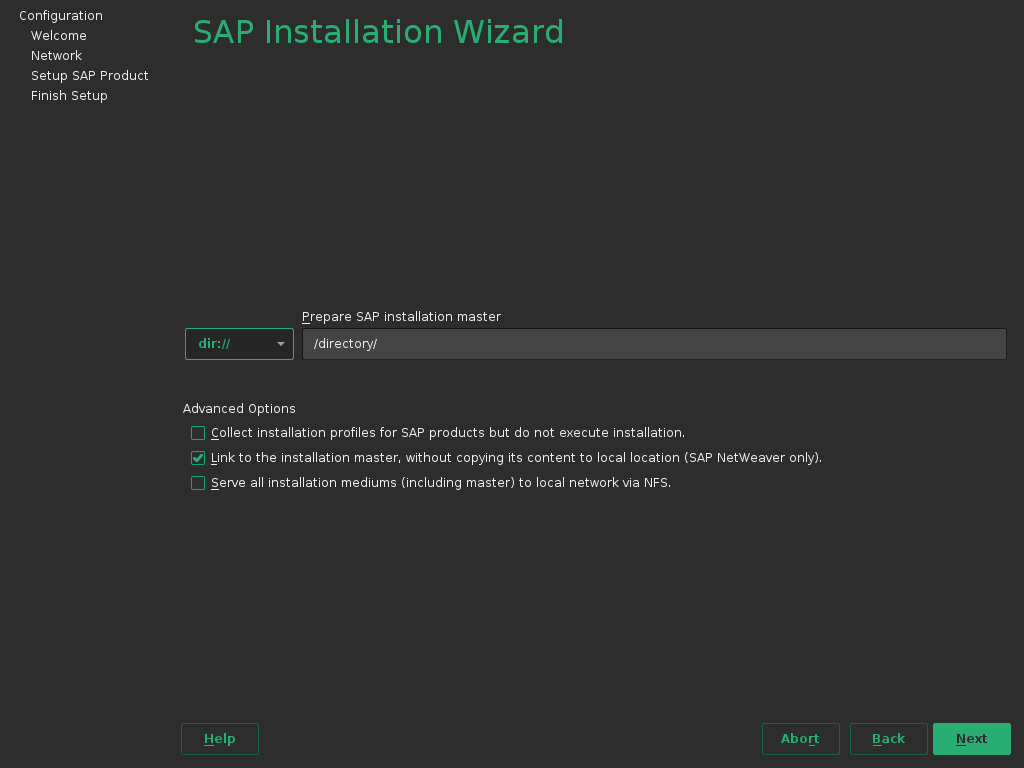 Configuration
Welcome
Network
Setup SAP Product
Finish Setup
SAP Installation Wizard
Prepare SAP installation master
dir://
/directory/
Advanced Options
Collect installation profiles for SAP products but do not execute installation.
Link to the installation master, without copying its content to local location (SAP NetWeaver only).
Serve all installation mediums (including master) to local network via NFS.
Help
Abort
Back
Next